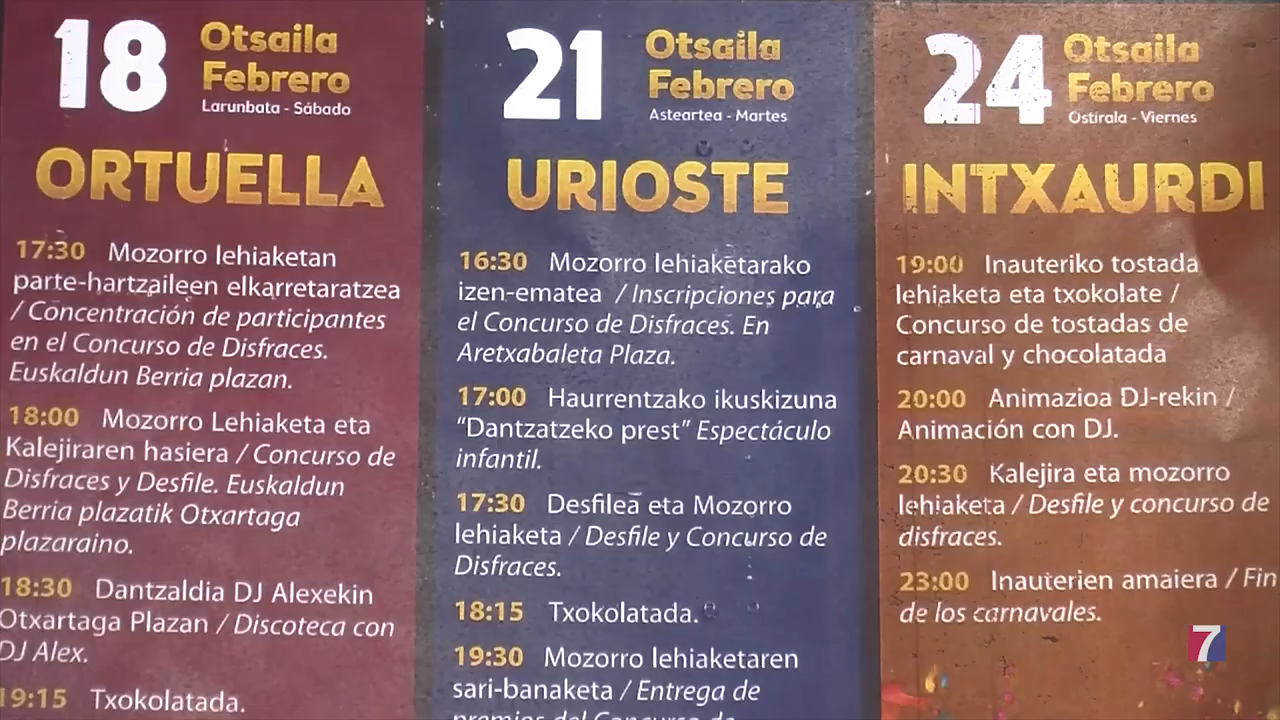 18 Otsaila
Febrero
Larunbata - Sábado
ORTUELLA
17:30 Mozorro lehiaketan
parte-hartzaileen elkarretaratzea
/ Concentración de participantes
en el Concurso de Disfraces.
Euskaldun Berria plazan.
18:00 Mozorro Lehiaketa eta
Kalejiraren hasiera / Concurso de
Disfraces y Desfile. Euskaldun
Berria plazatik Otxartaga
plazaraino.
18:30 Dantzaldia DJ Alexekin
Otxartaga Plazan / Discoteca con
DJ Alex.
19:15 Txokolatada.
21 Otsaila
Febrero
Asteartea - Martes
URIOSTE
16:30 Mozorro lehiaketarako
izen-ematea / Inscripciones para
el Concurso de Disfraces. En
Aretxabaleta Plaza.
17:00 Haurrentzako ikuskizuna
"Dantzatzeko prest" Espectáculo
infantil.
17:30 Desfilea eta Mozorro
lehiaketa / Desfile y Concurso de
Disfraces.
18:15 Txokolatada.
19:30 Mozorro lehiaketaren
sari-banaketa / Entrega de
premios del Concurso de
24 Otsaila
Febrero
Ostirala - Viernes
INTXAURDI
19:00 Inauteriko tostada
lehiaketa eta txokolate /
Concurso de tostadas de
carnaval y chocolatada
20:00 Animazioa DJ-rekin /
Animación con DJ.
20:30 Kalejira eta mozorro
lehiaketa / Desfile y concurso de
disfraces.
23:00 Inauterien amaiera / Fin
de los carnavales.
7